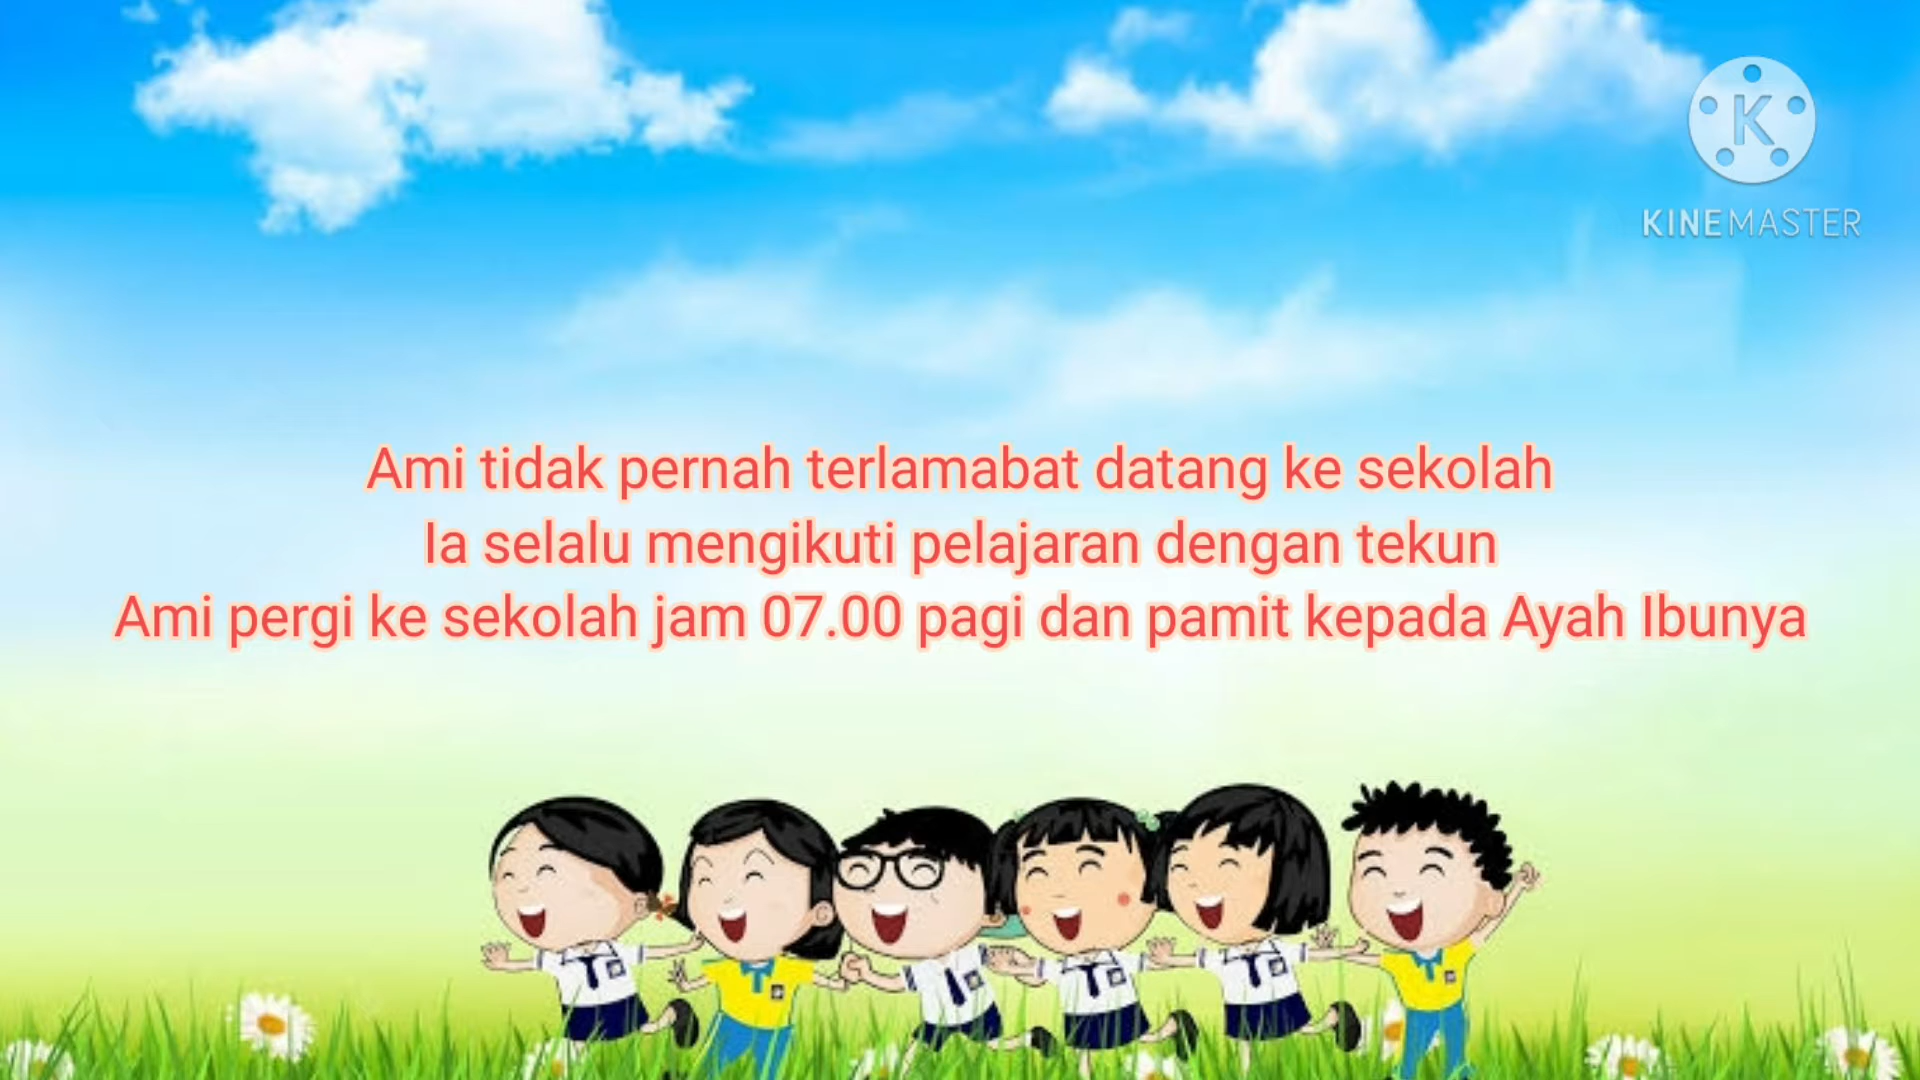 K
KINEMASTER
Ami tidak pernah terlamabat datang ke sekolah
Ia selalu mengikuti pelajaran dengan tekun
Ami pergi ke sekolah jam 07.00 pagi dan pamit kepada Ayah Ibunya